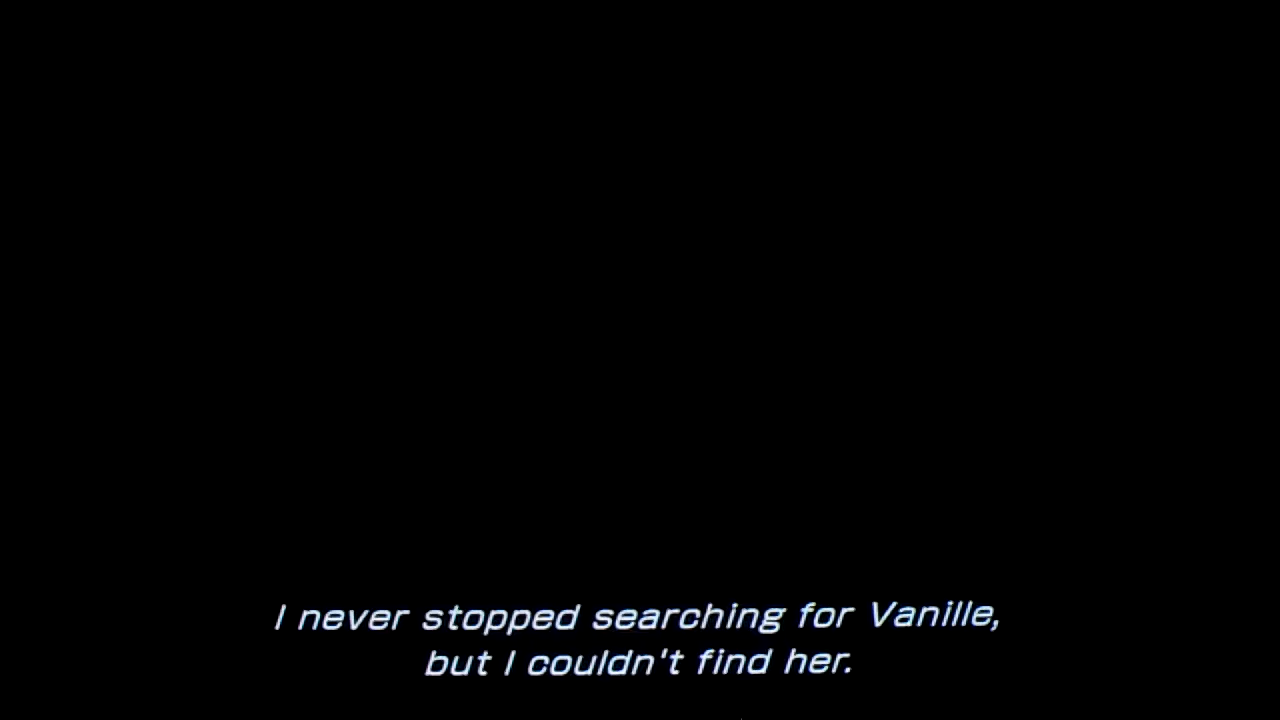 I never stopped searching for Vanille,
but I couldn't find her.